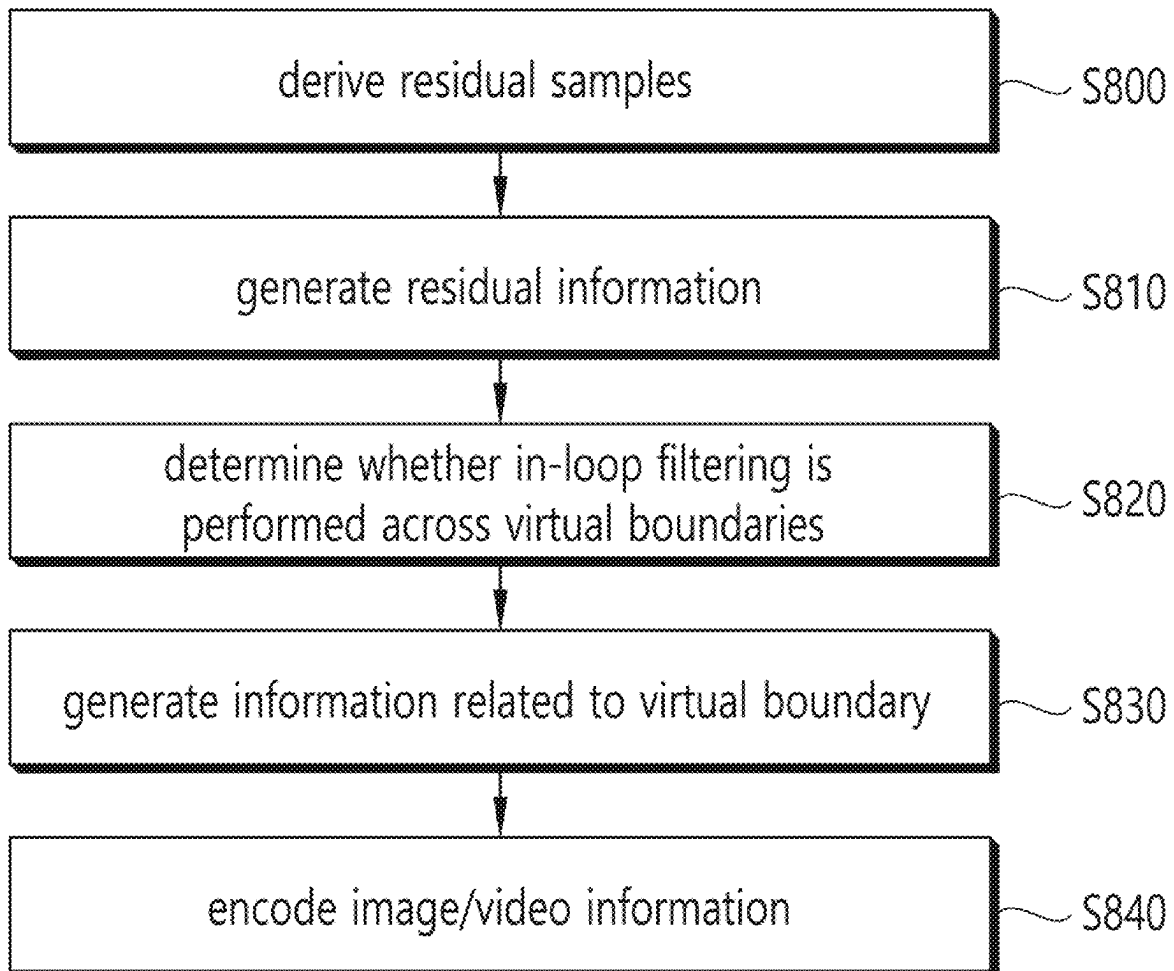 derive residual samples
S800
generate residual information
S810
determine whether in-loop filtering is
performed across virtual boundaries
S820
generate information related to virtual boundary
S830
encode image/video information
S840